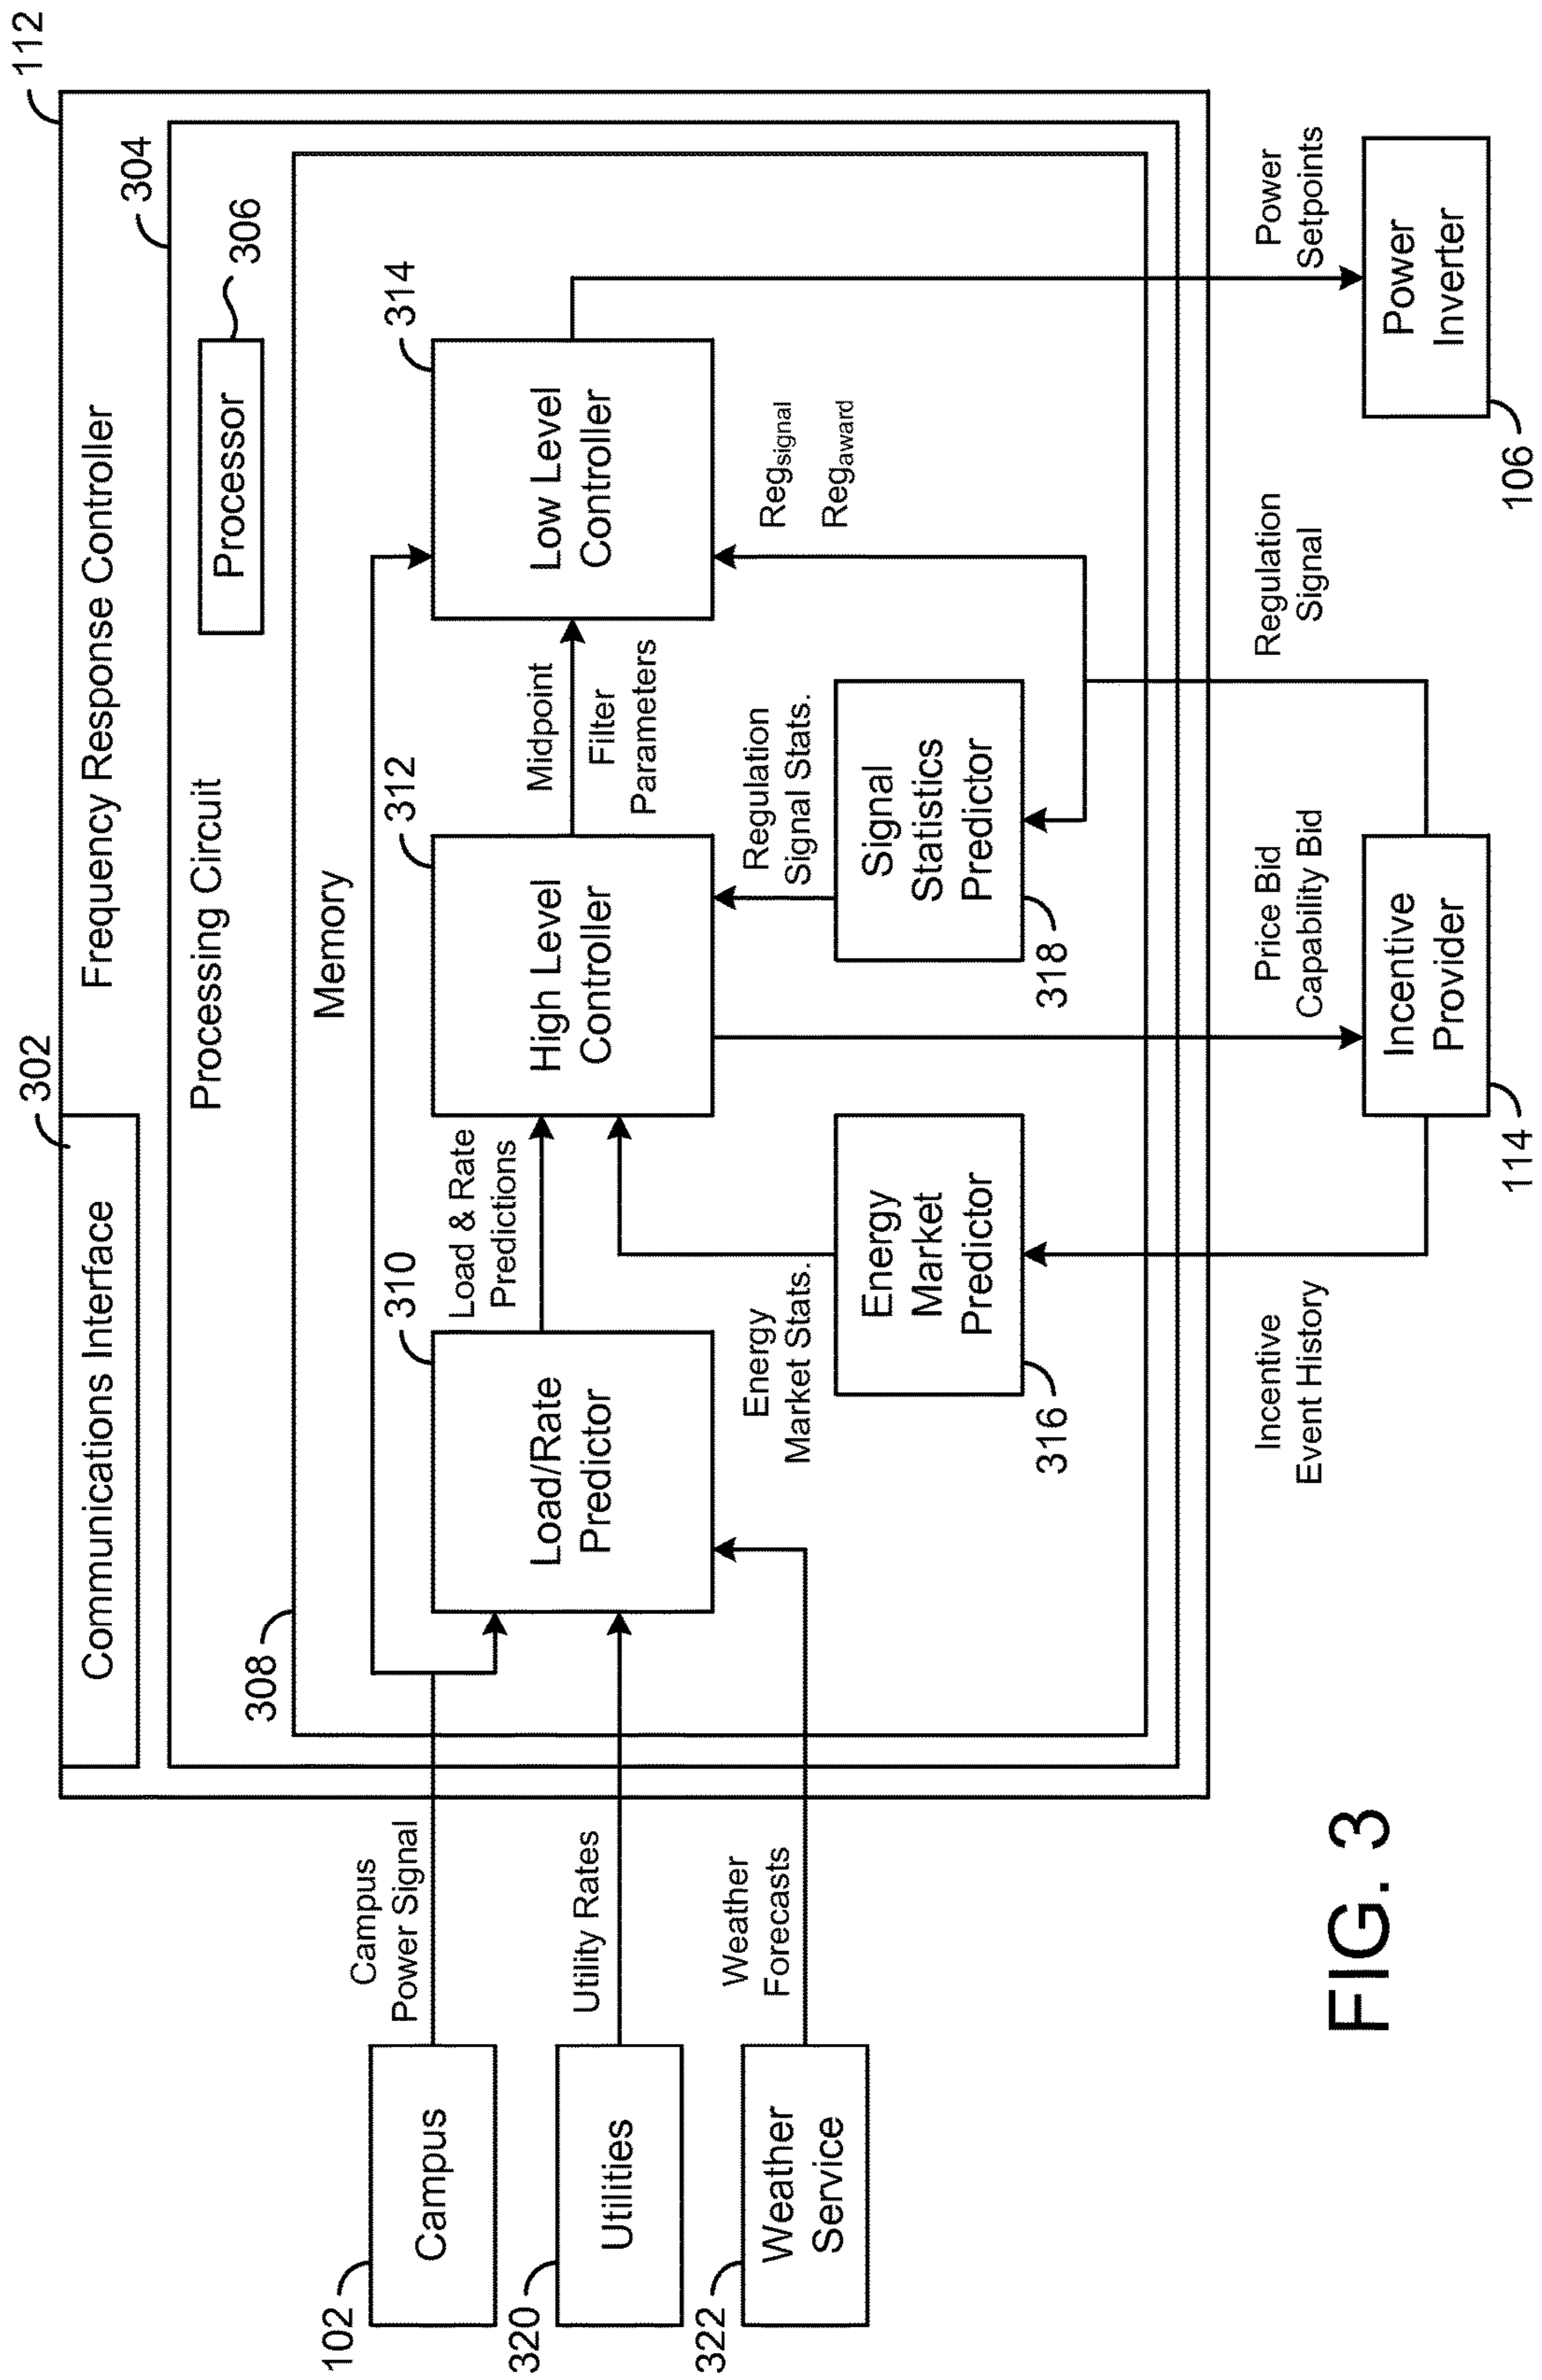 112
302
Communications Interface
Frequency Response Controller
304
Processing Circuit
Processor
306
308
Memory
102
Campus
Campus
Power Signal
320
Utilities
Utility Rates
322
Weather
Service
Weather
Forecasts
310
Load/Rate
Predictor
Load & Rate
Predictions
312
High Level
Controller
Midpoint
Filter
Parameters
314
Low Level
Controller
Energy
Market Stats.
316
Energy
Market
Predictor
Regulation
Signal Stats.
318
Signal
Statistics
Predictor
Regsignal
Regaward
Incentive
Event History
Price Bid
Capability Bid
Regulation
Signal
Power
Setpoints
114
Incentive
Provider
106
Power
Inverter
FIG. 3